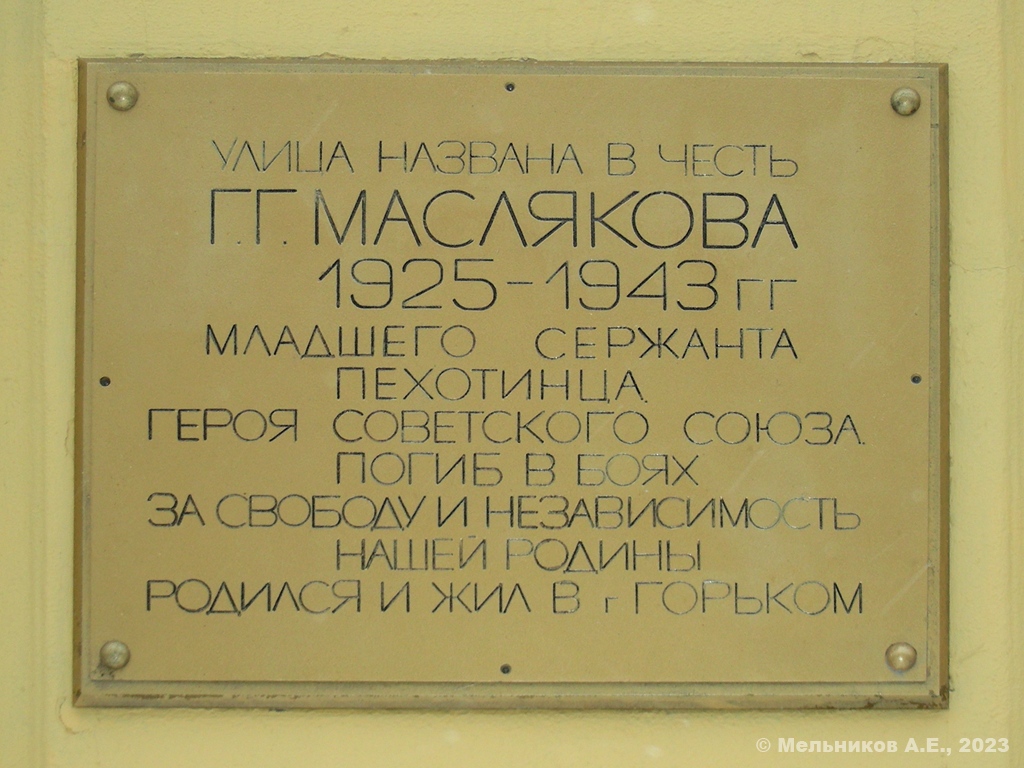 УЛИЦА НАЗВАНА В ЧЕСТЬ
Г.Г. МАСЛЯКОВА
1925-1943 ГГ
МЛАДШЕГО СЕРЖАНТА
ПЕХОТИНЦА.
ГЕРОЯ СОВЕТСКОГО СОЮЗА.
ПОГИБ В БОЯХ
ЗА СВОБОДУ И НЕЗАВИСИМОСТЬ
НАШЕЙ РОДИНЫ
РОДИЛСЯ И ЖИЛ В г ГОРЬКОМ
© Мельников А.Е., 2023